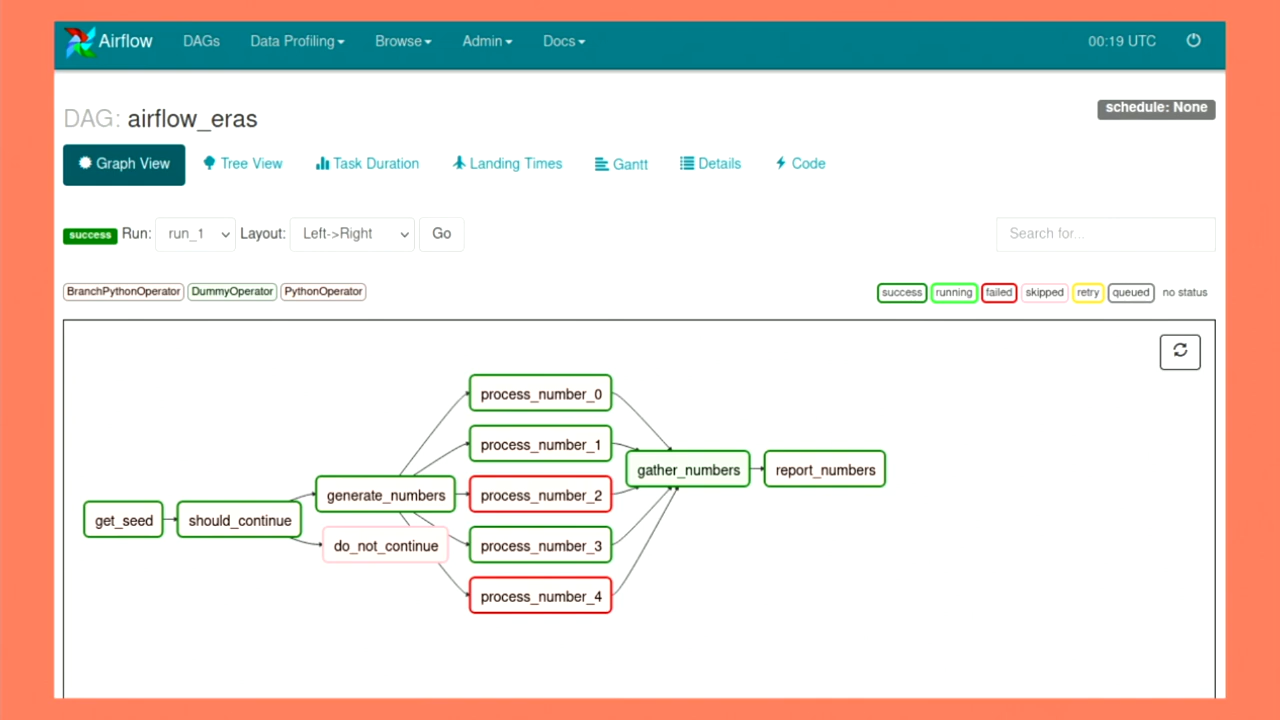 Airflow DAGs Data Profiling Browse Admin Docs 00:19 UTC
DAG: airflow_eras schedule: None
Graph View Tree View Task Duration Landing Times Gantt Details Code
success Run: run_1 Layout: Left->Right Go Search for...
BranchPythonOperator DummyOperator PythonOperator success running failed skipped retry queued no status
process_number_0
process_number_1
gather_numbers report_numbers
generate_numbers process_number_2
get_seed should_continue
do_not_continue process_number_3
process_number_4